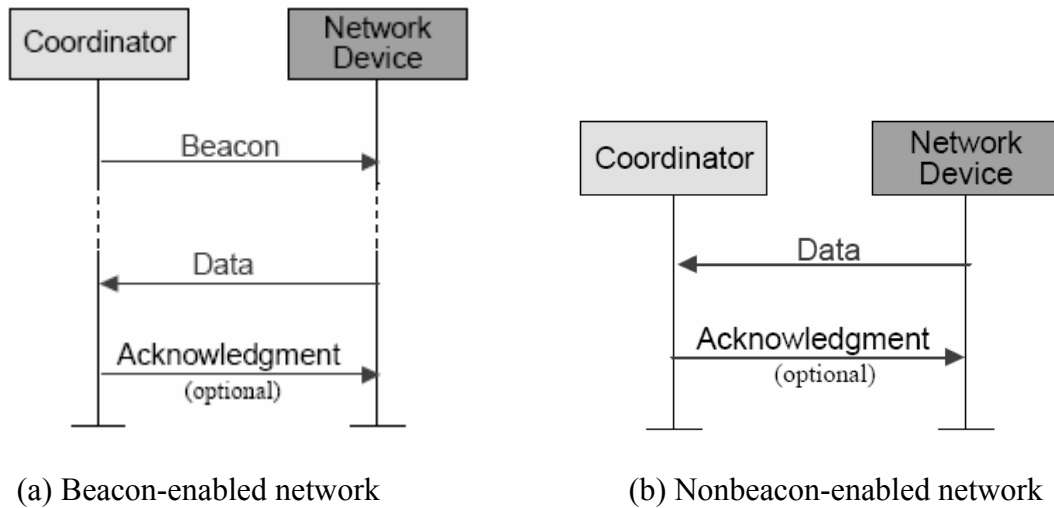 Coordinator
Network
Device
Beacon
Data
Acknowledgment
(optional)
(a) Beacon-enabled network
Coordinator
Network
Device
Data
Acknowledgment
(optional)
(b) Nonbeacon-enabled network